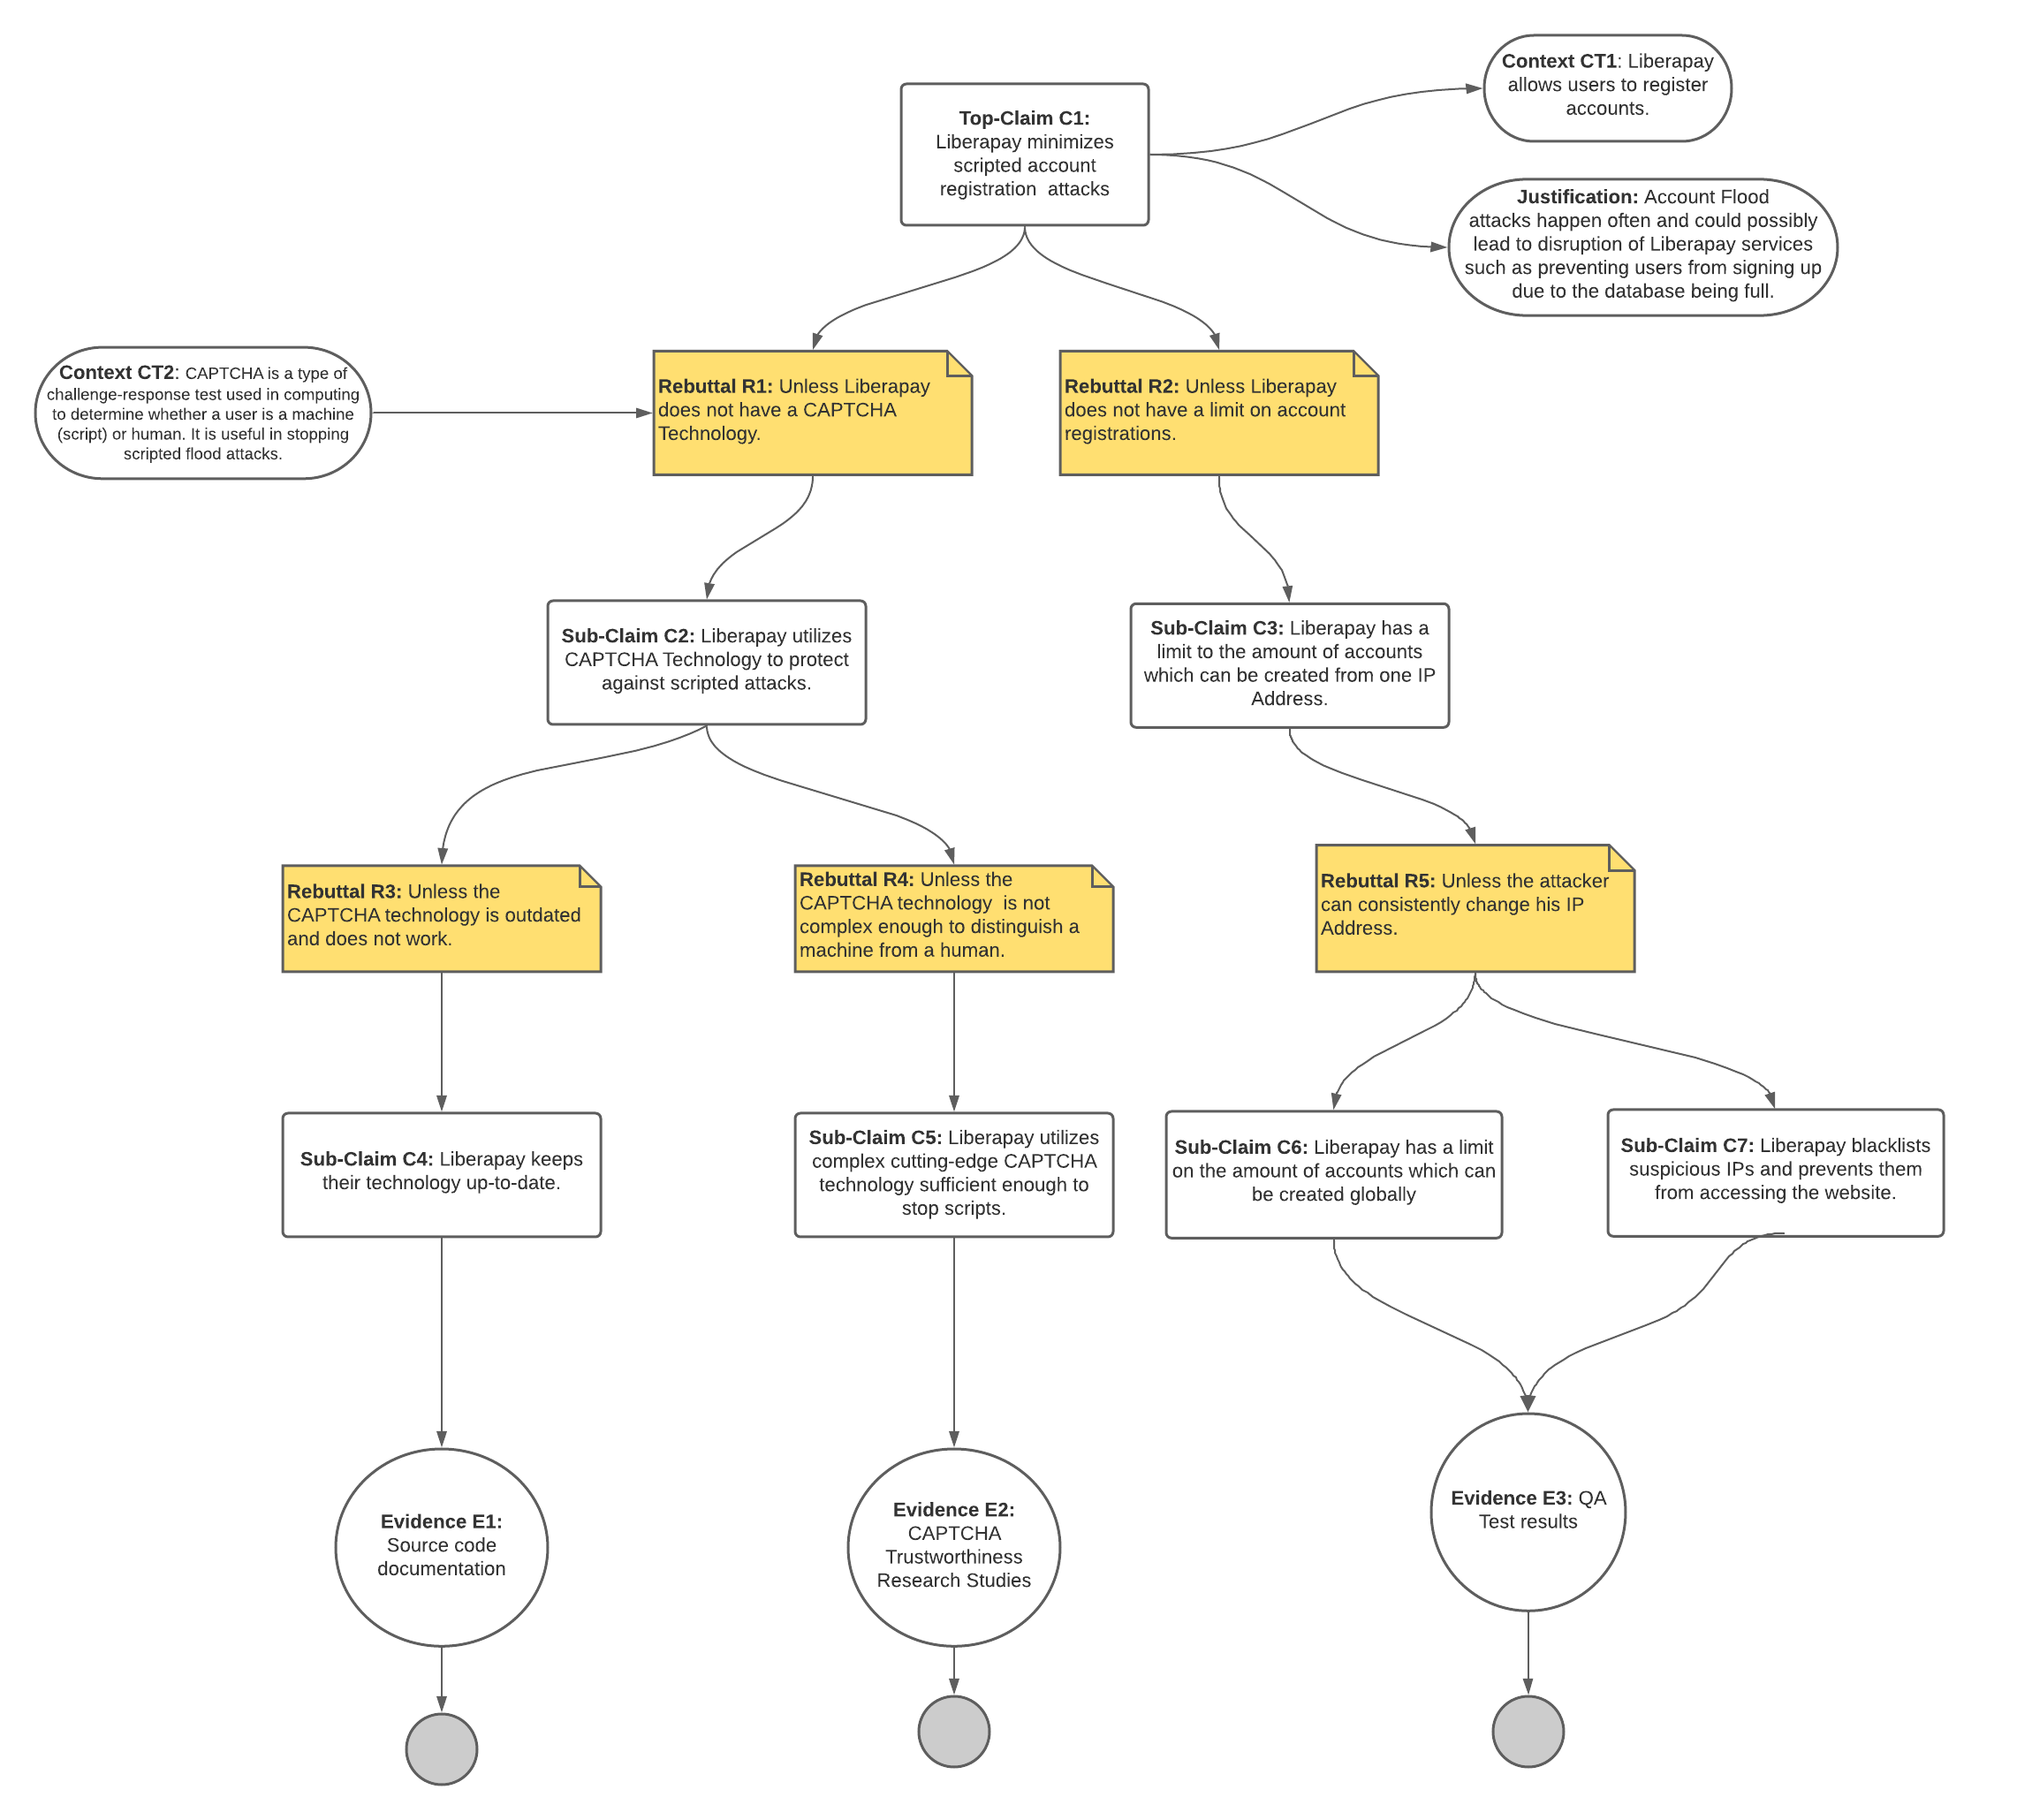 Context CT1: Liberapay
allows users to register
accounts.
Top-Claim C1:
Liberapay minimizes
scripted account
registration  attacks
Justification: Account Flood
attacks happen often and could possibly
lead to disruption of Liberapay services
such as preventing users from signing up
due to the database being full.
Context CT2: CAPTCHA is a type of
challenge-response test used in computing
to determine whether a user is a machine
(script) or human. It is useful in stopping
scripted flood attacks.
Rebuttal R1: Unless Liberapay
does not have a CAPTCHA
Technology.
Rebuttal R2: Unless Liberapay
does not have a limit on account
registrations.
Sub-Claim C2: Liberapay utilizes
CAPTCHA Technology to protect
against scripted attacks.
Sub-Claim C3: Liberapay has a
limit to the amount of accounts
which can be created from one IP
Address.
Rebuttal R3: Unless the
CAPTCHA technology is outdated
and does not work.
Rebuttal R4: Unless the
CAPTCHA technology  is not
complex enough to distinguish a
machine from a human.
Rebuttal R5: Unless the attacker
can consistently change his IP
Address.
Sub-Claim C4: Liberapay keeps
their technology up-to-date.
Sub-Claim C5: Liberapay utilizes
complex cutting-edge CAPTCHA
technology sufficient enough to
stop scripts.
Sub-Claim C6: Liberapay has a limit
on the amount of accounts which can
be created globally
Sub-Claim C7: Liberapay blacklists
suspicious IPs and prevents them
from accessing the website.
Evidence E1:
Source code
documentation
Evidence E2:
CAPTCHA
Trustworthiness
Research Studies
Evidence E3: QA
Test results